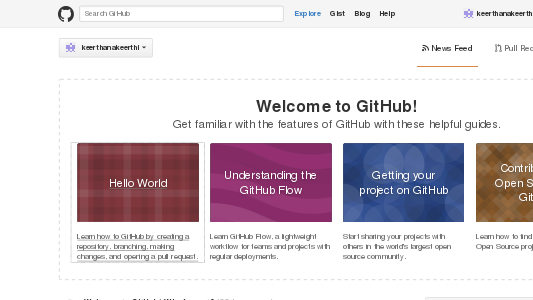 Search GitHub
Explore Gist Blog Help
keerthanakeerth
keerthanakeerthi
News Feed
Pull Req
Welcome to GitHub!
Get familiar with the features of GitHub with these helpful guides.
Hello World
Learn how to GitHub by creating a
repository, branching, making
changes, and opening a pull request.
Understanding the
GitHub Flow
Learn GitHub Flow, a lightweight
workflow for teams and projects with
regular deployments.
Getting your
project on GitHub
Start sharing your projects with
others in the world's largest open
source community.
Contrib
Open S
Git
Learn how to find
Open Source proj